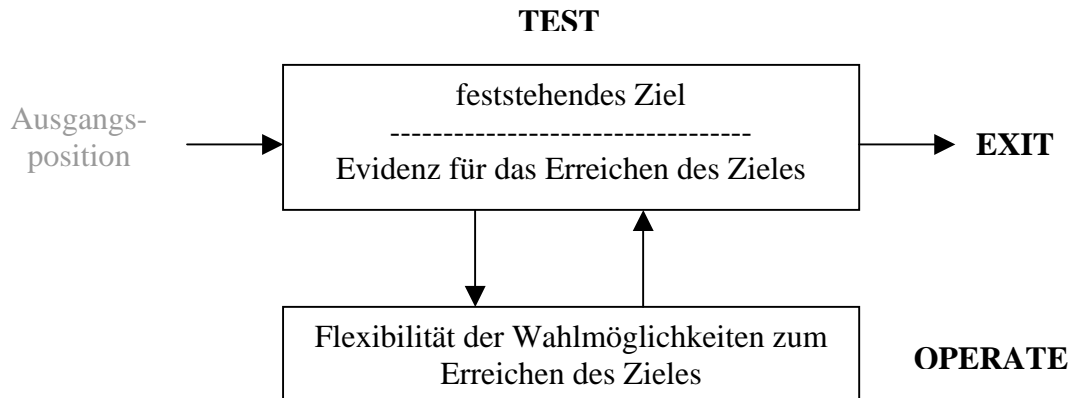 TEST
feststehendes Ziel
----------------------------------
Evidenz für das Erreichen des Zieles
Ausgangs-
position
EXIT
Flexibilität der Wahlmöglichkeiten zum
Erreichen des Zieles
OPERATE